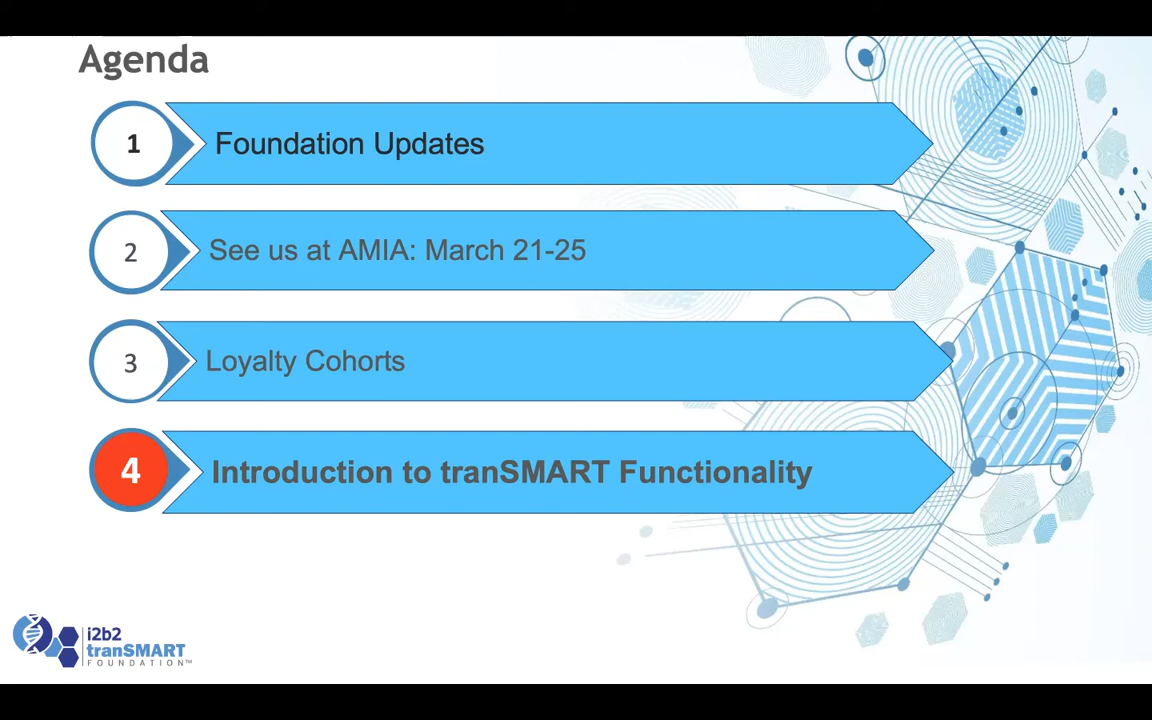 Agenda
1
Foundation Updates
2
See us at AMIA: March 21-25
3
Loyalty Cohorts
4
Introduction to tranSMART Functionality
i2b2
tranSMART
FOUNDATION™